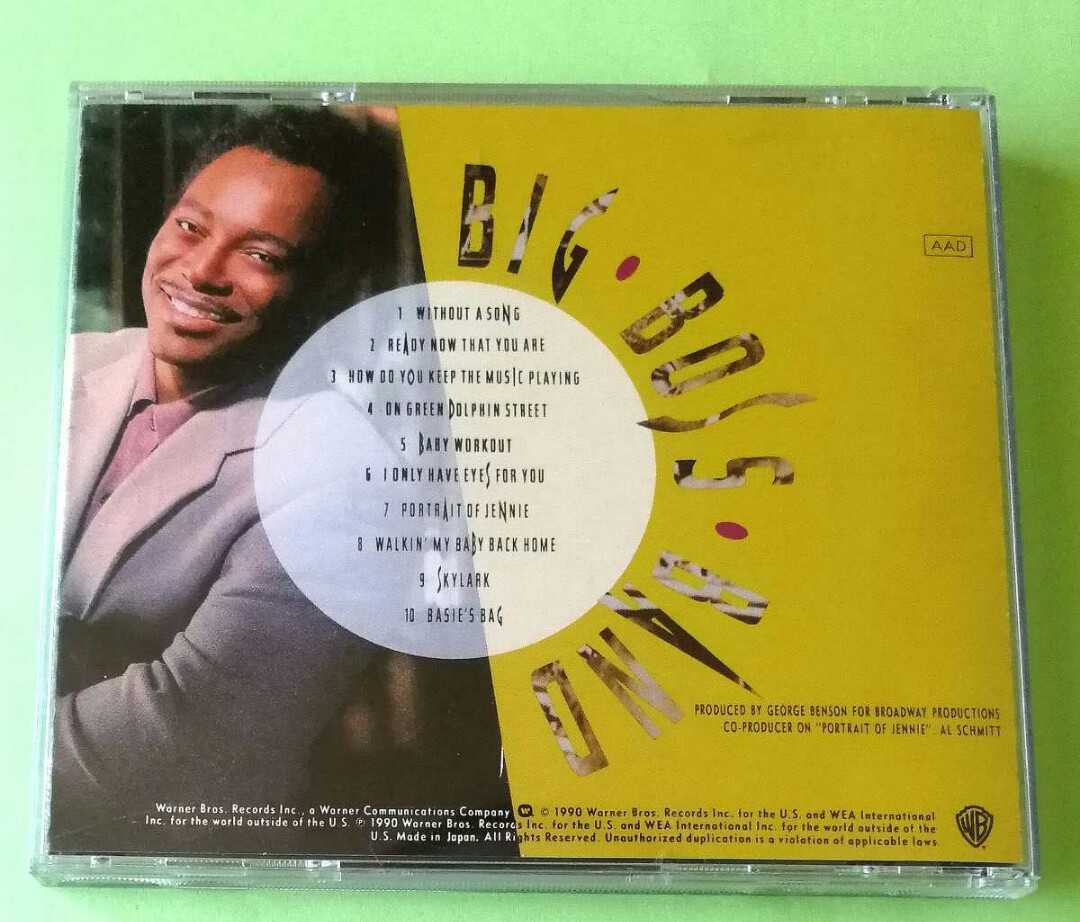 BIG • BOSS • BAND
AAD
1 WITHOUT A SONG
2 READY NOW THAT YOU ARE
3 HOW DO YOU KEEP THE MUSIC PLAYING
4 ON GREEN DOLPHIN STREET
5 BABY WORKOUT
6 I ONLY HAVE EYES FOR YOU
7 PORTRAIT OF JENNIE
8 WALKIN' MY BABY BACK HOME
9 SKYLARK
10 BASIE'S BAG
PRODUCED BY GEORGE BENSON FOR BROADWAY PRODUCTIONS
CO-PRODUCER ON "PORTRAIT OF JENNIE". AL SCHMITT
Warner Bros. Records Inc., a Warner Communications Company © 1990 Warner Bros. Records Inc. for the U.S. and WEA International
Inc. for the world outside of the U.S. ℗ 1990 Warner Bros. Records Inc. for the U.S. and WEA International Inc. for the world outside of the
U.S. Made in Japan. All Rights Reserved. Unauthorized duplication is a violation of applicable laws
WB